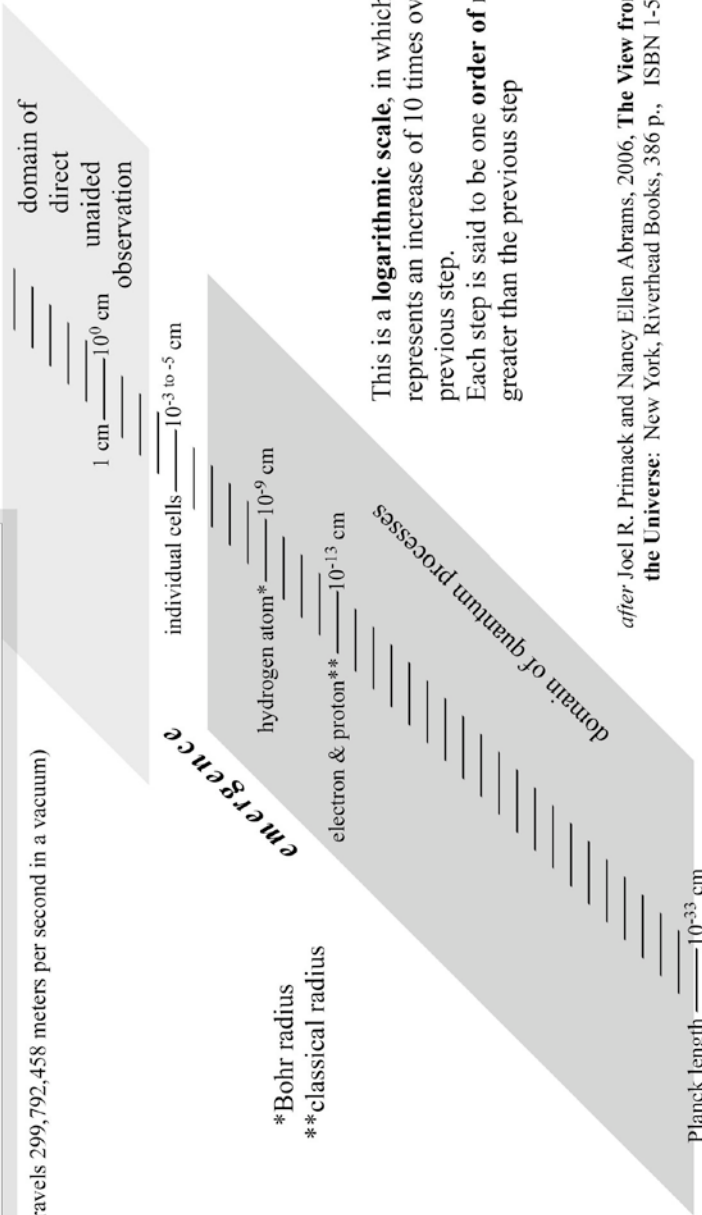 ravels 299,792,458 meters per second in a vacuum)
domain of
direct
unaided
observation
1 cm 10⁰ cm
individual cells 10⁻³ ᵗᵒ ⁻⁵ cm
emergence
hydrogen atom* 10⁻⁹ cm
electron & proton** 10⁻¹³ cm
domain of quantum processes
*Bohr radius
**classical radius
Planck length 10⁻³³ cm
This is a logarithmic scale, in which
represents an increase of 10 times ov
previous step.
Each step is said to be one order of
greater than the previous step
after Joel R. Primack and Nancy Ellen Abrams, 2006, The View fro
the Universe: New York, Riverhead Books, 386 p., ISBN 1-5